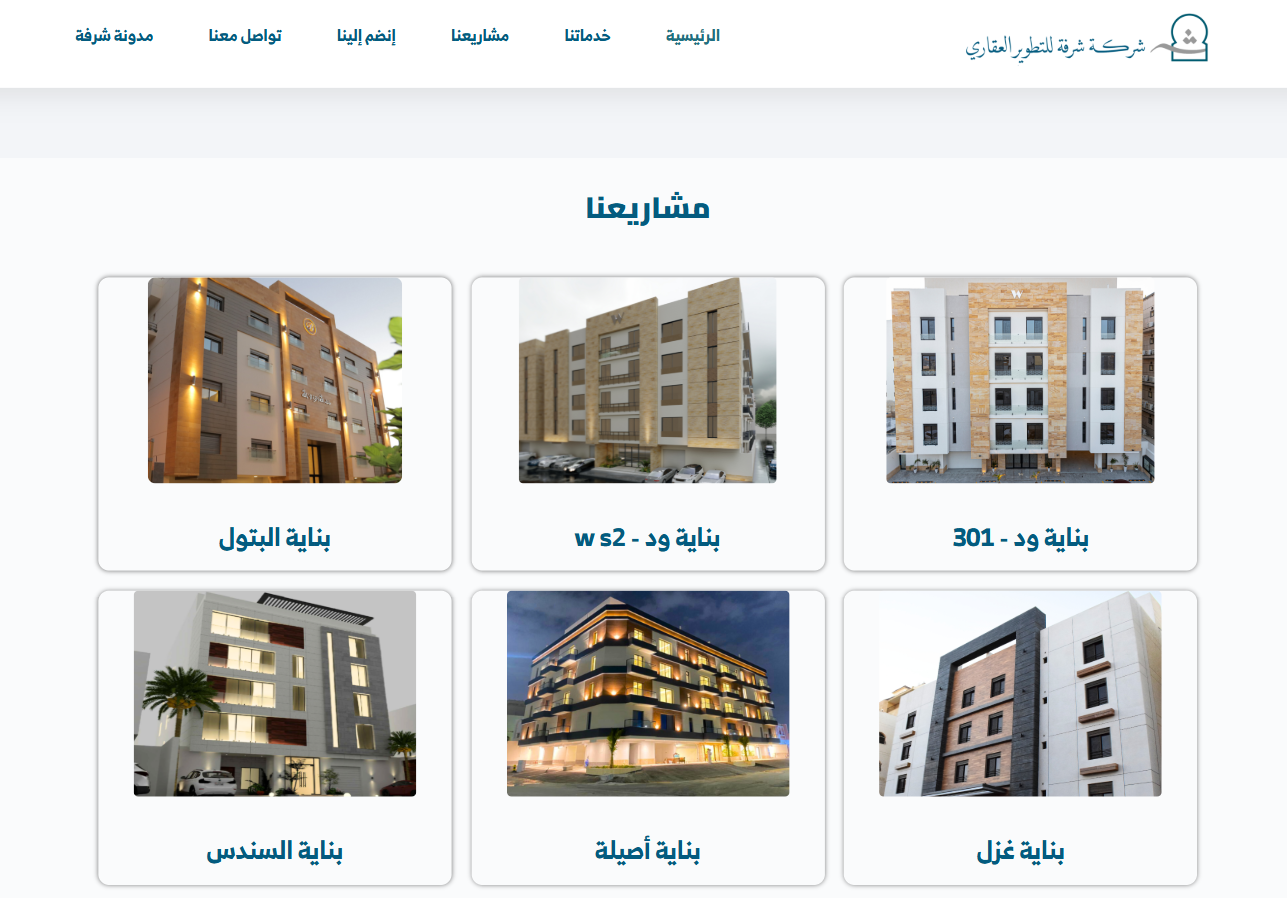 شركة شرفة للتطوير العقاري
الرئيسية
خدماتنا
مشاريعنا
إنضم إلينا
تواصل معنا
مدونة شرفة
مشاريعنا
W
W
بناية ود - 301
بناية ود - w s2
بناية البتول
بناية غزل
بناية أصيلة
بناية السندس